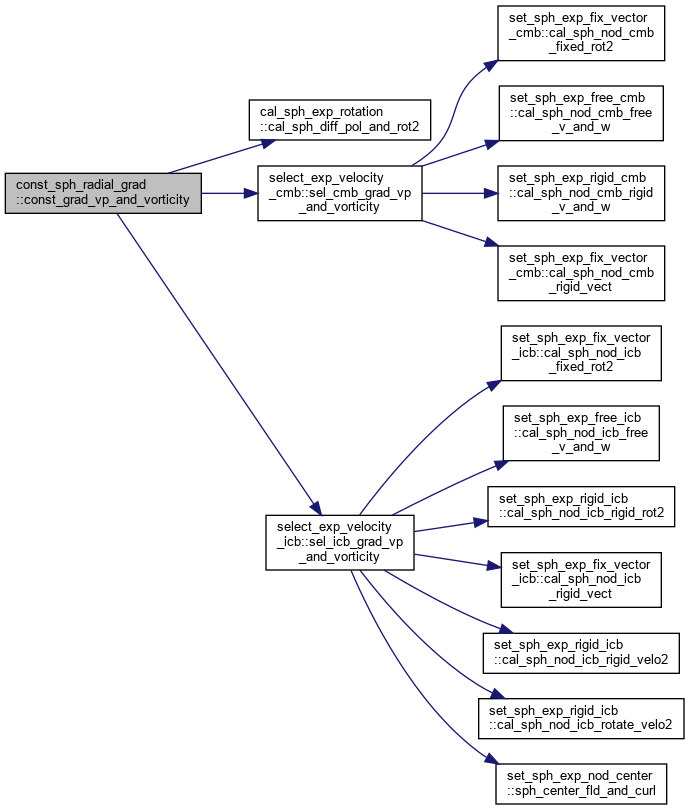 const_sph_radial_grad
::const_grad_vp_and_vorticity
cal_sph_exp_rotation
::cal_sph_diff_pol_and_rot2
select_exp_velocity
_cmb::sel_cmb_grad_vp
_and_vorticity
set_sph_exp_fix_vector
_cmb::cal_sph_nod_cmb
_fixed_rot2
set_sph_exp_free_cmb
::cal_sph_nod_cmb_free
_v_and_w
set_sph_exp_rigid_cmb
::cal_sph_nod_cmb_rigid
_v_and_w
set_sph_exp_fix_vector
_cmb::cal_sph_nod_cmb
_rigid_vect
select_exp_velocity
_icb::sel_icb_grad_vp
_and_vorticity
set_sph_exp_fix_vector
_icb::cal_sph_nod_icb
_fixed_rot2
set_sph_exp_free_icb
::cal_sph_nod_icb_free
_v_and_w
set_sph_exp_rigid_icb
::cal_sph_nod_icb_rigid_rot2
set_sph_exp_fix_vector
_icb::cal_sph_nod_icb
_rigid_vect
set_sph_exp_rigid_icb
::cal_sph_nod_icb_rigid_velo2
set_sph_exp_rigid_icb
::cal_sph_nod_icb_rotate_velo2
set_sph_exp_nod_center
::sph_center_fld_and_curl